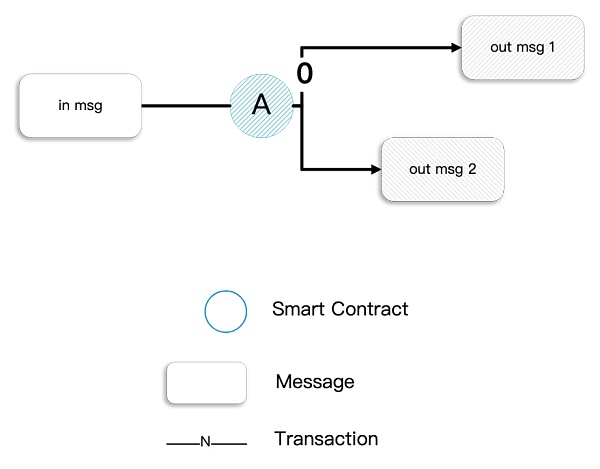 out msg 1
0
in msg
A
out msg 2
Smart Contract
Message
N
Transaction